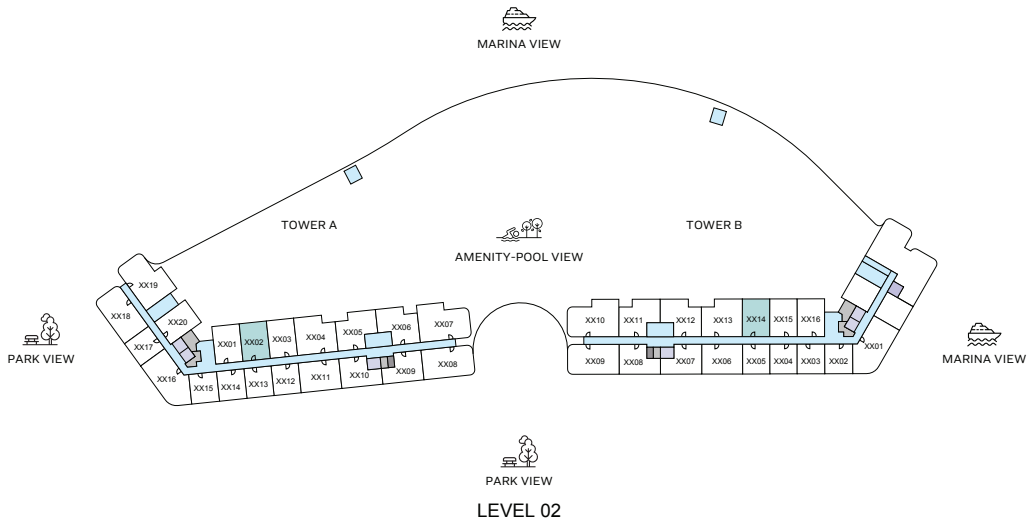 MARINA VIEW
TOWER A
TOWER B
AMENITY-POOL VIEW
XX19
XX18
XX20
XX17
XX16
XX01
XX02
XX03
XX04
XX05
XX06
XX07
XX15
XX14
XX13
XX12
XX11
XX10
XX09
XX08
XX10
XX11
XX12
XX13
XX14
XX15
XX16
XX09
XX08
XX07
XX06
XX05
XX04
XX03
XX02
XX01
PARK VIEW
MARINA VIEW
PARK VIEW
LEVEL 02